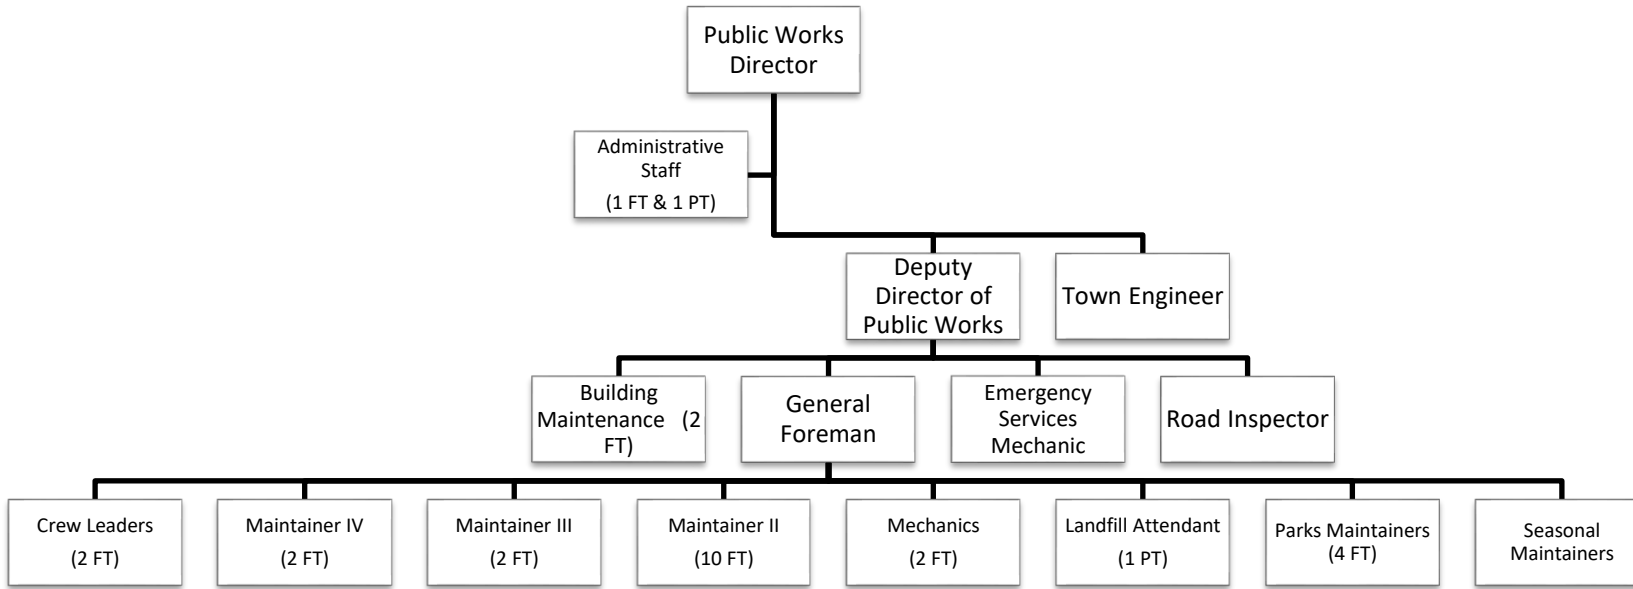 Public Works
Director
Administrative
Staff
(1 FT & 1 PT)
Deputy
Director of
Public Works
Town Engineer
Building
Maintenance (2
FT)
General
Foreman
Emergency
Services
Mechanic
Road Inspector
Crew Leaders
(2 FT)
Maintainer IV
(2 FT)
Maintainer III
(2 FT)
Maintainer II
(10 FT)
Mechanics
(2 FT)
Landfill Attendant
(1 PT)
Parks Maintainers
(4 FT)
Seasonal
Maintainers